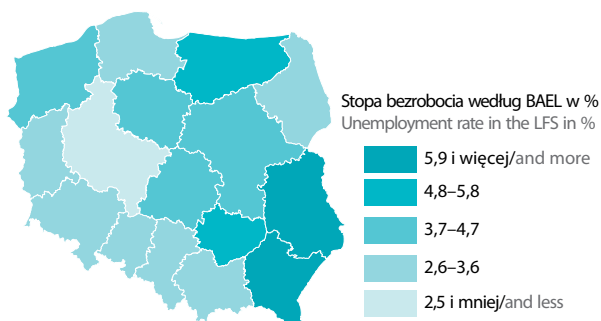 Stopa bezrobocia według BAEL w %
Unemployment rate in the LFS in %
5,9 i więcej/and more
4,8–5,8
3,7–4,7
2,6–3,6
2,5 i mniej/and less